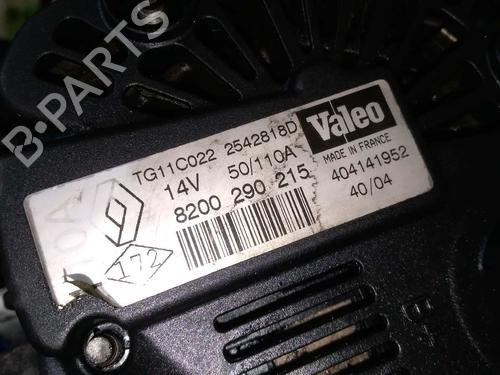 B-PARTS
TG11C022 2542818D
14V 50/110A
8200 290 215
172
Valeo
MADE IN FRANCE
404141952
40/04
B+